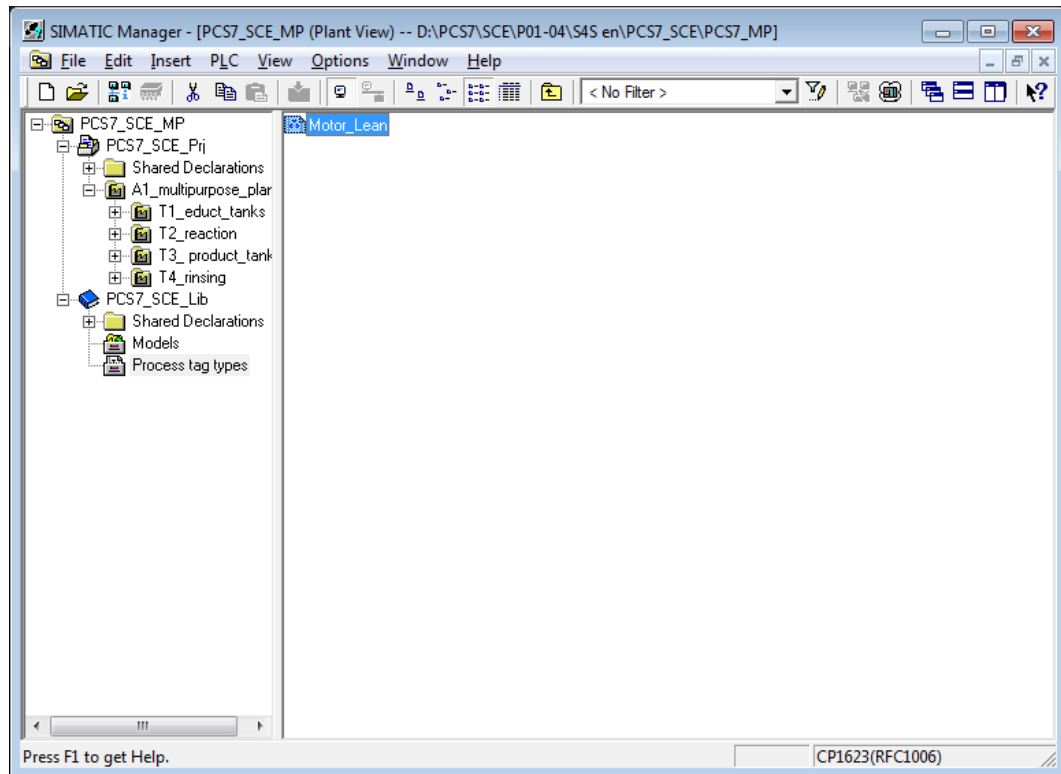 SIMATIC Manager - [PCS7_SCE_MP (Plant View) -- D:\PCS7\SCE\P01-04\S4S en\PCS7_SCE\PCS7_MP]
File Edit Insert PLC View Options Window Help
< No Filter >
PCS7_SCE_MP
PCS7_SCE_Prj
Shared Declarations
A1_multipurpose_plan
T1_educt_tanks
T2_reaction
T3_ product_tank
T4_rinsing
PCS7_SCE_Lib
Shared Declarations
Models
Process tag types
Motor_Lean
Press F1 to get Help.
CP1623(RFC1006)